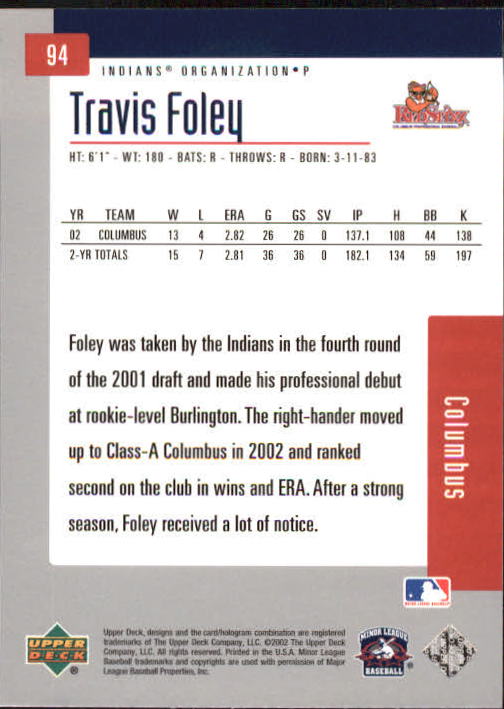 94
INDIANS® ORGANIZATION • P
Travis Foley
RedStixx
COLUMBUS PROFESSIONAL BASEBALL
HT: 6'1" - WT: 180 - BATS: R - THROWS: R - BORN: 3-11-83
YR TEAM W L ERA G GS SV IP H BB K
02 COLUMBUS 13 4 2.82 26 26 0 137.1 108 44 138
2-YR TOTALS 15 7 2.81 36 36 0 182.1 134 59 197
Foley was taken by the Indians in the fourth round
of the 2001 draft and made his professional debut
at rookie-level Burlington. The right-hander moved
up to Class-A Columbus in 2002 and ranked
second on the club in wins and ERA. After a strong
season, Foley received a lot of notice.
Columbus
MAJOR LEAGUE BASEBALL®
UPPER
DECK®
Upper Deck, designs and the card/hologram combination are registered
trademarks of The Upper Deck Company, LLC. ©2002 The Upper Deck
Company, LLC. All rights reserved. Printed in the U.S.A. Minor League
Baseball trademarks and copyrights are used with permission of Major
League Baseball Properties, Inc.
MINOR LEAGUE
BASEBALL®